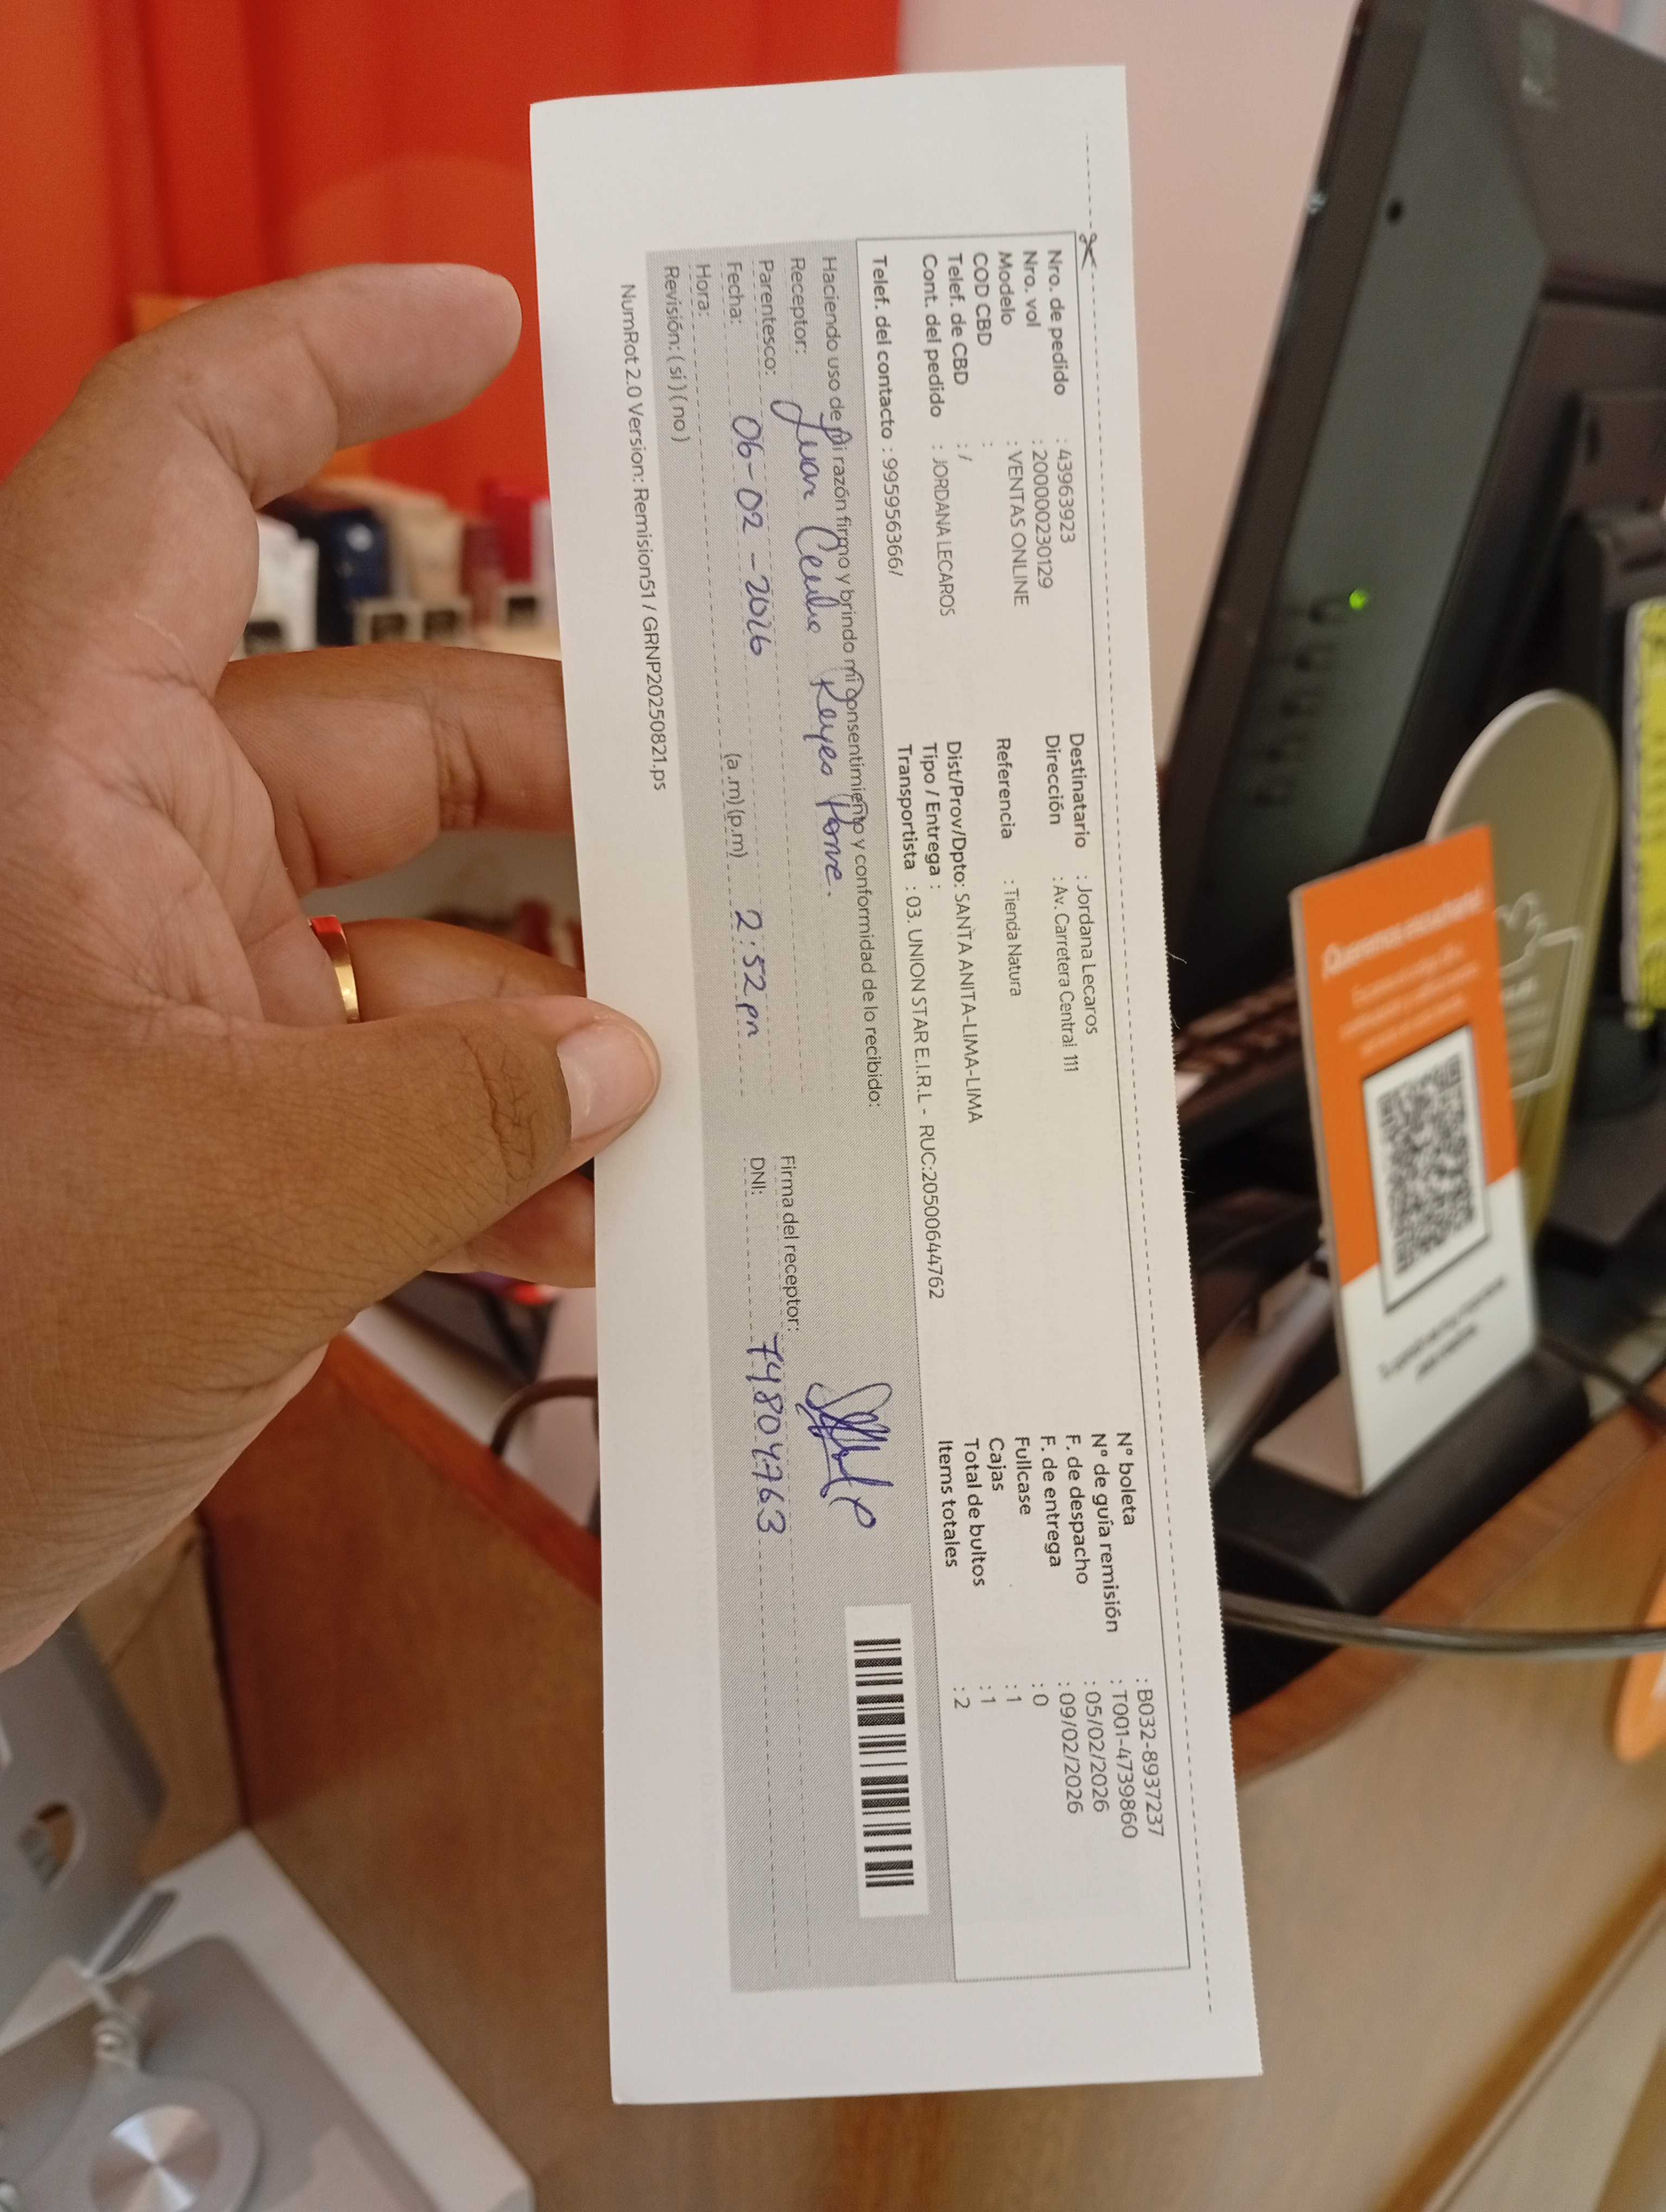 Nro. de pedido : 43963923
Nro. vol : 200000230129
Modelo : VENTAS ONLINE
COD CBD :
Telef. de CBD : /
Cont. del pedido : JORDANA LECAROS
Telef. del contacto : 995956366/
Destinatario : Jordana Lecaros
Dirección : Av. Carretera Central 111
Referencia : Tienda Natura
Dist/Prov/Dpto: SANTA ANITA-LIMA-LIMA
Tipo / Entrega :
Transportista : 03. UNION STAR E.I.R.L - RUC:20500644762
N° boleta : B032-8937237
N° de guía remisión : T001-4739860
F. de despacho : 05/02/2026
F. de entrega : 09/02/2026
Fullcase : 0
Cajas : 1
Total de bultos : 1
Items totales : 2
Haciendo uso de mi razón firmo y brindo mi consentimiento y conformidad de lo recibido:
Receptor: Juan Reyes
Parentesco:
Fecha: 06-02-2026
Hora: (a.m) (p.m) 2:52 pm
Revisión: ( si ) ( no )
Firma del receptor:
DNI: 74804763
NumRot 2.0 Version: Remision51 / GRNP20250821.ps